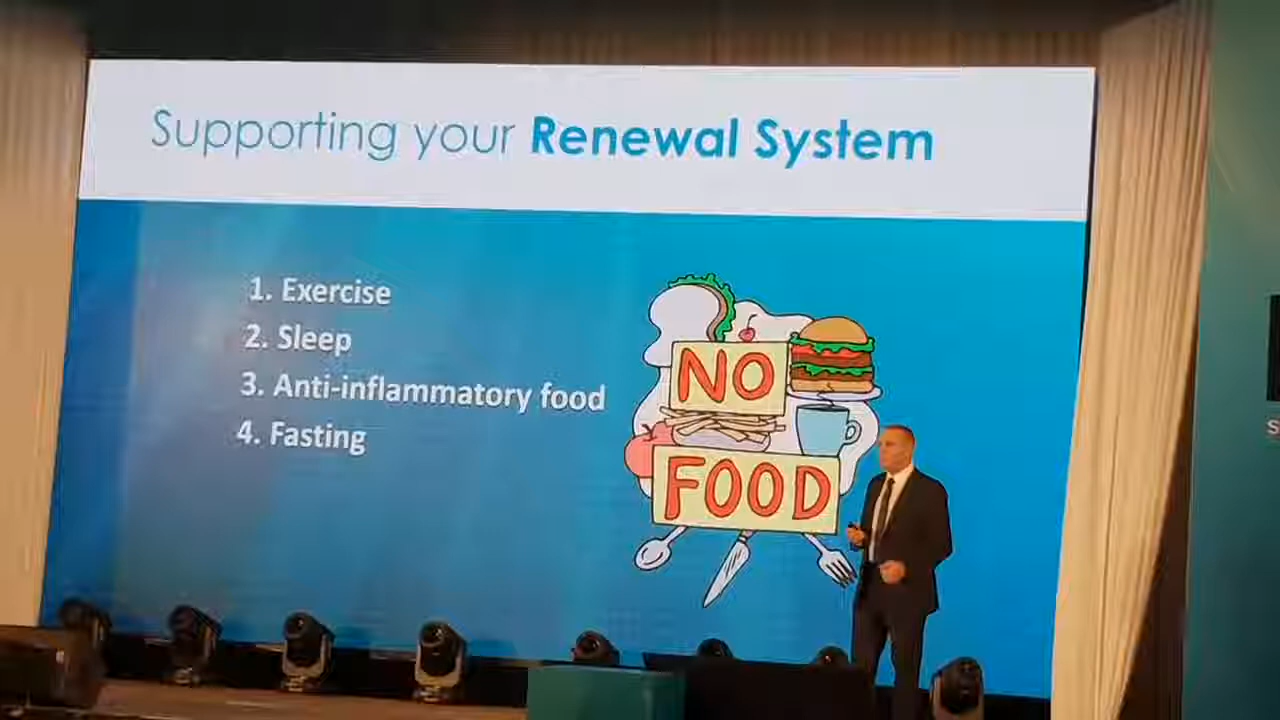 Supporting your Renewal System
1. Exercise
2. Sleep
3. Anti-inflammatory food
4. Fasting
NO
FOOD
S